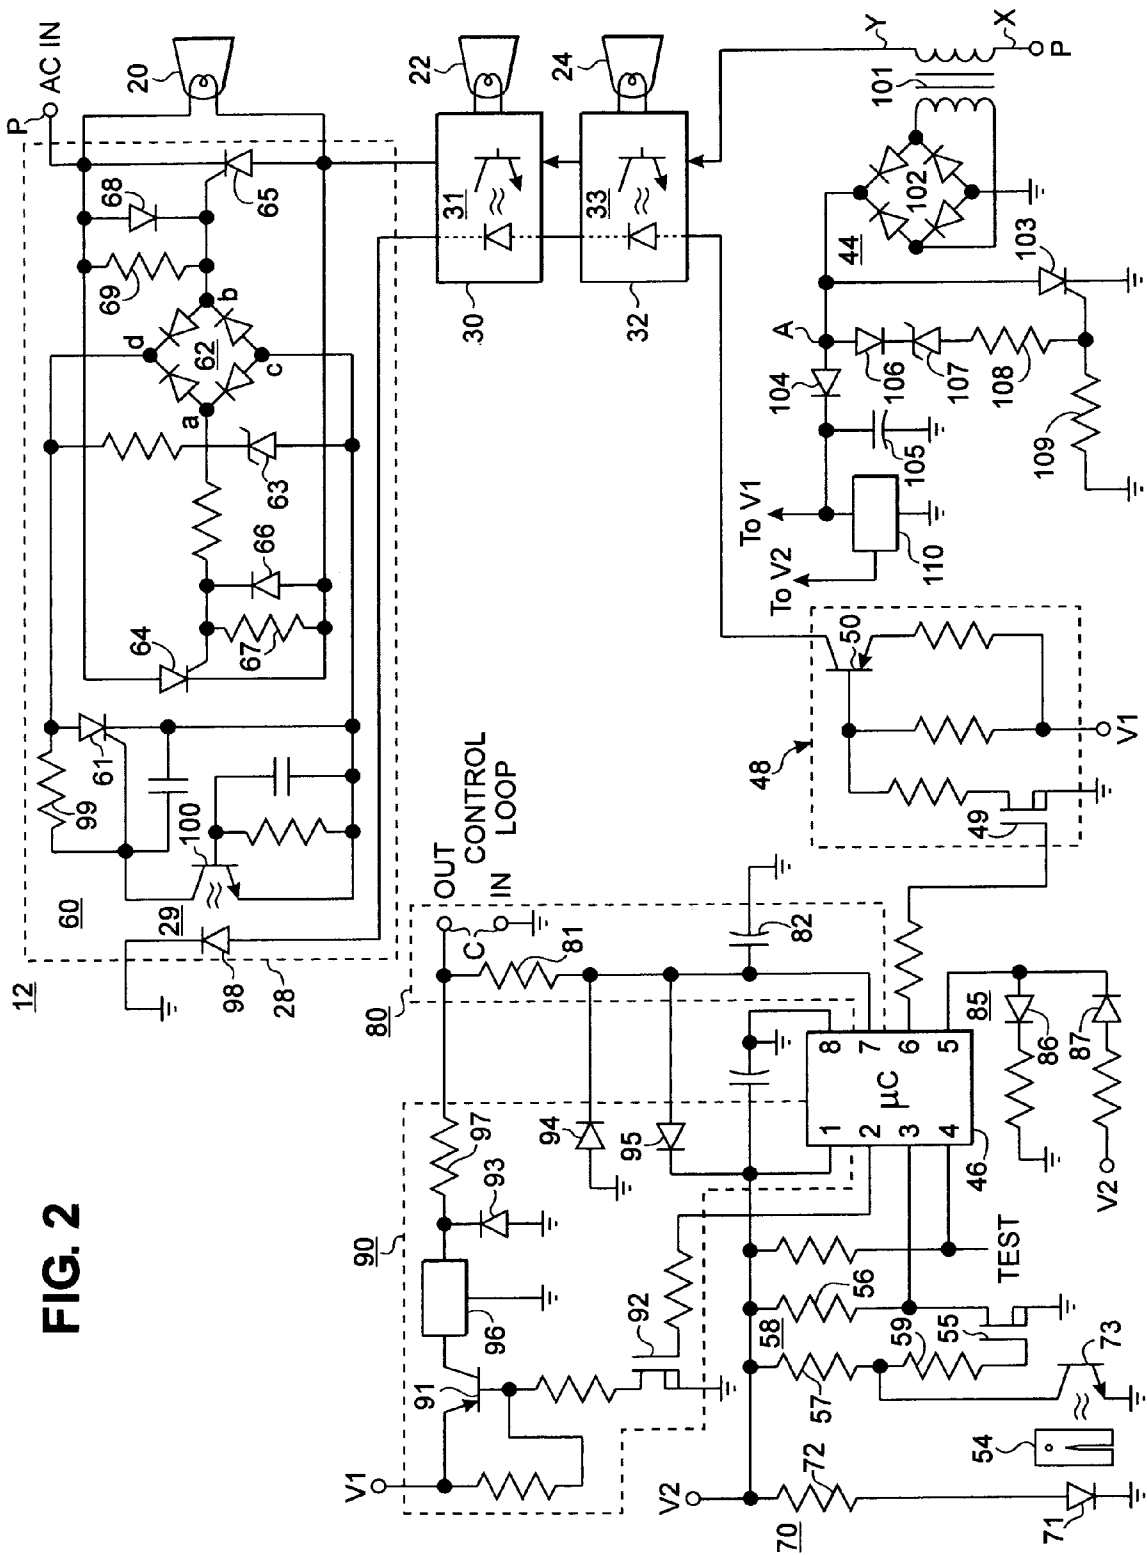 FIG. 2
12
60
29
28
98
99
100
61
64
67
66
63
62
a
b
c
d
69
68
65
P
AC IN
20
22
24
30
31
32
33
Y
X
P
101
102
44
103
A
104
105
106
107
108
109
110
To V1
To V2
48
49
50
V1
OUT
CONTROL
LOOP
IN
C
80
81
82
90
91
92
93
94
95
96
97
V1
μC
1
2
3
4
5
6
7
8
46
85
86
87
V2
TEST
V2
70
71
72
73
54
55
56
57
58
59